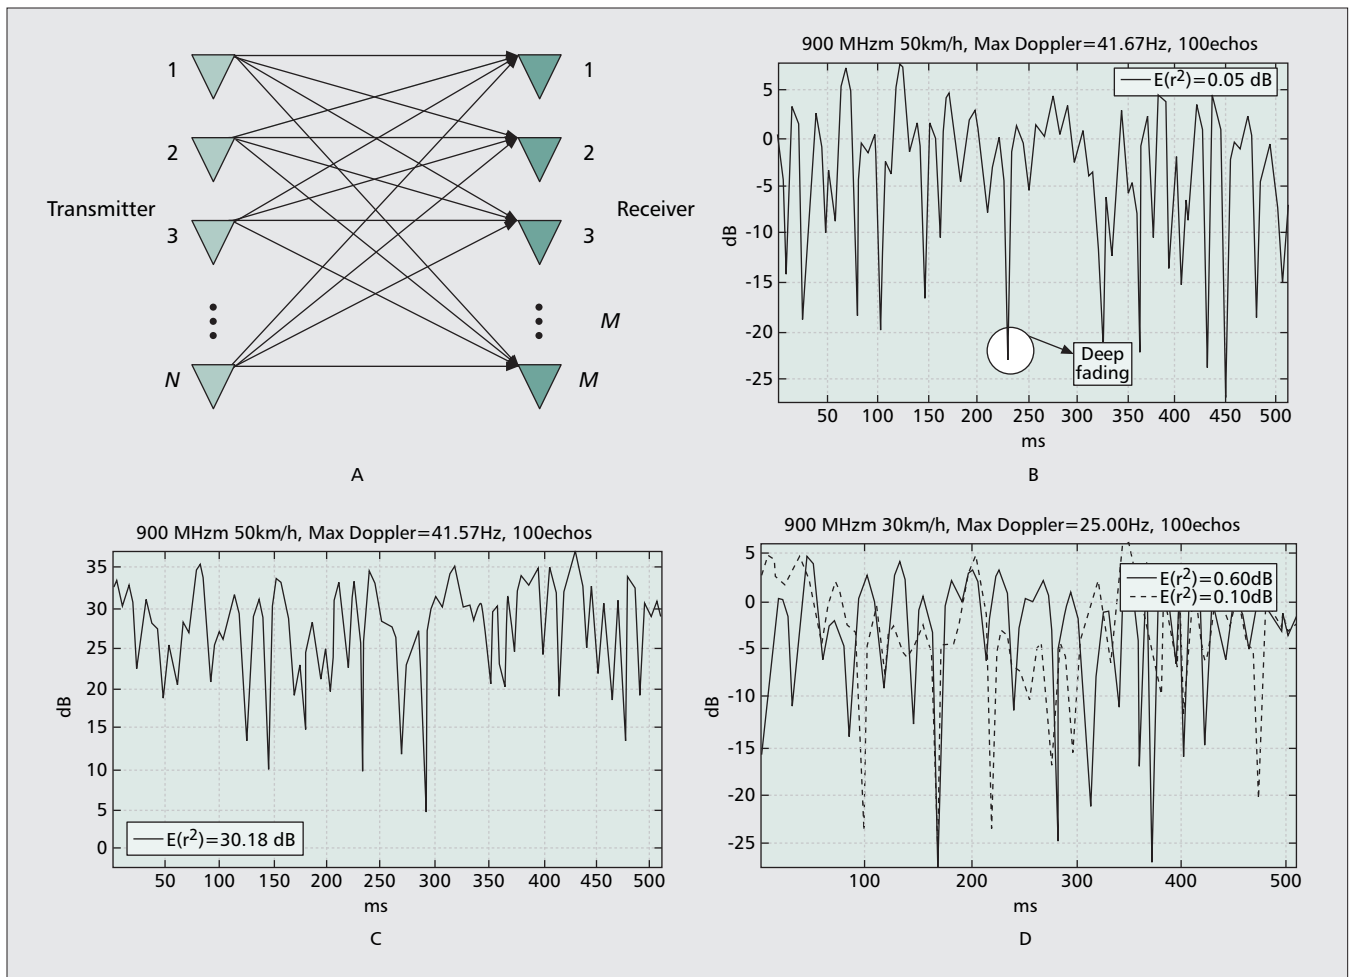 1
1
2
2
Transmitter
Receiver
3
3
M
N
M
A
900 MHzm 50km/h, Max Doppler=41.67Hz, 100echos
E(r²)=0.05 dB
5
0
-5
-10
-15
-20
-25
dB
Deep
fading
50 100 150 200 250 300 350 400 450 500
ms
B
900 MHzm 50km/h, Max Doppler=41.57Hz, 100echos
35
30
25
20
15
10
5
0
dB
E(r²)=30.18 dB
50 100 150 200 250 300 350 400 450 500
ms
C
900 MHzm 30km/h, Max Doppler=25.00Hz, 100echos
E(r²)=0.60dB
E(r²)=0.10dB
5
0
-5
-10
-15
-20
-25
dB
100 200 300 400 500
ms
D